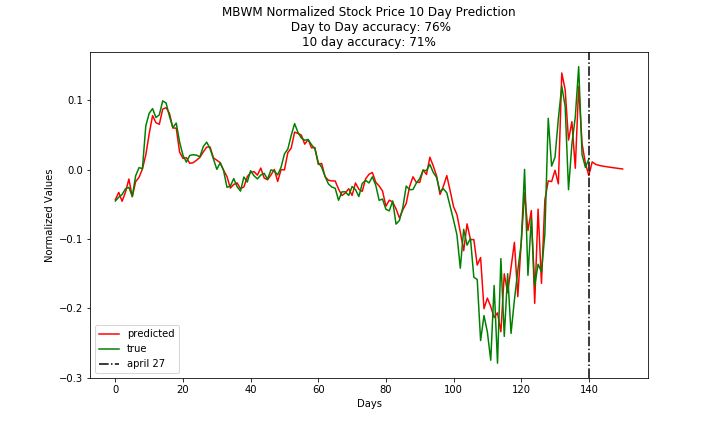 MBWM Normalized Stock Price 10 Day Prediction
Day to Day accuracy: 76%
10 day accuracy: 71%
Normalized Values
0.1
0.0
−0.1
−0.2
−0.3
predicted
true
april 27
0 20 40 60 80 100 120 140
Days